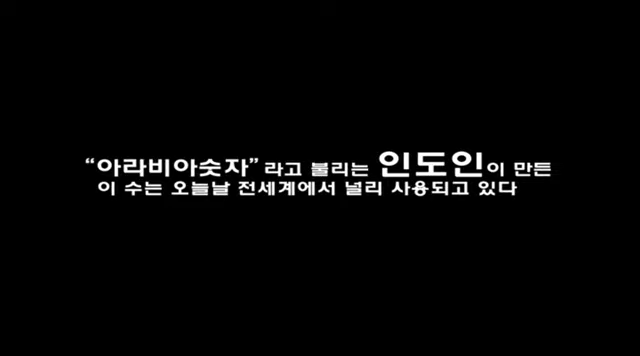 “아라비아숫자” 라고 불리는 인도인이 만든
이 수는 오늘날 전세계에서 널리 사용되고 있다